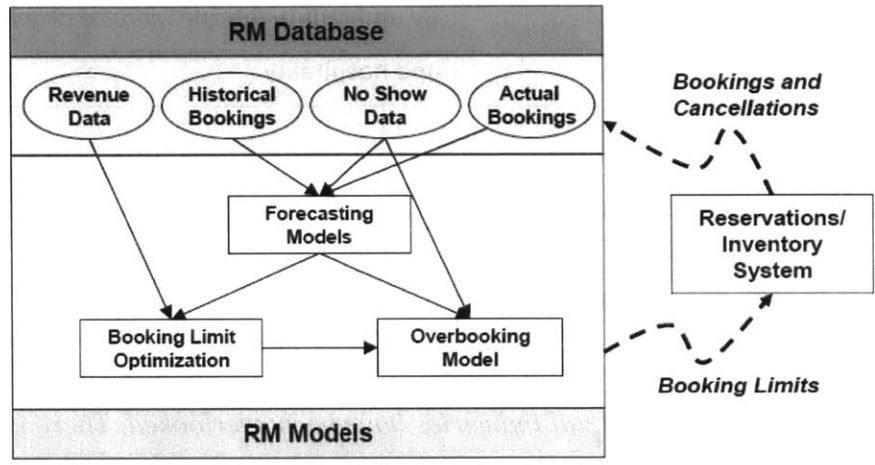 RM Database
Revenue
Data
Historical
Bookings
No Show
Data
Actual
Bookings
Bookings and
Cancellations
Forecasting
Models
Reservations/
Inventory
System
Booking Limit
Optimization
Overbooking
Model
Booking Limits
RM Models